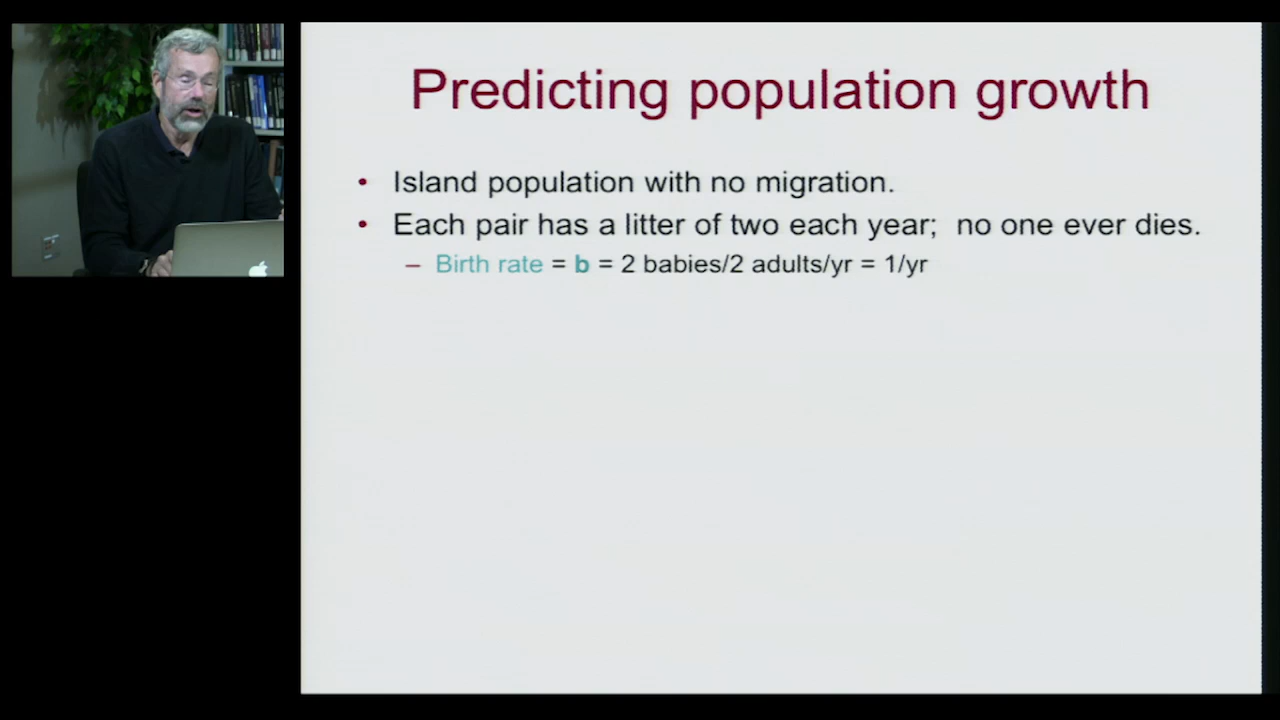 Predicting population growth
• Island population with no migration.
• Each pair has a litter of two each year; no one ever dies.
– Birth rate = b = 2 babies/2 adults/yr = 1/yr